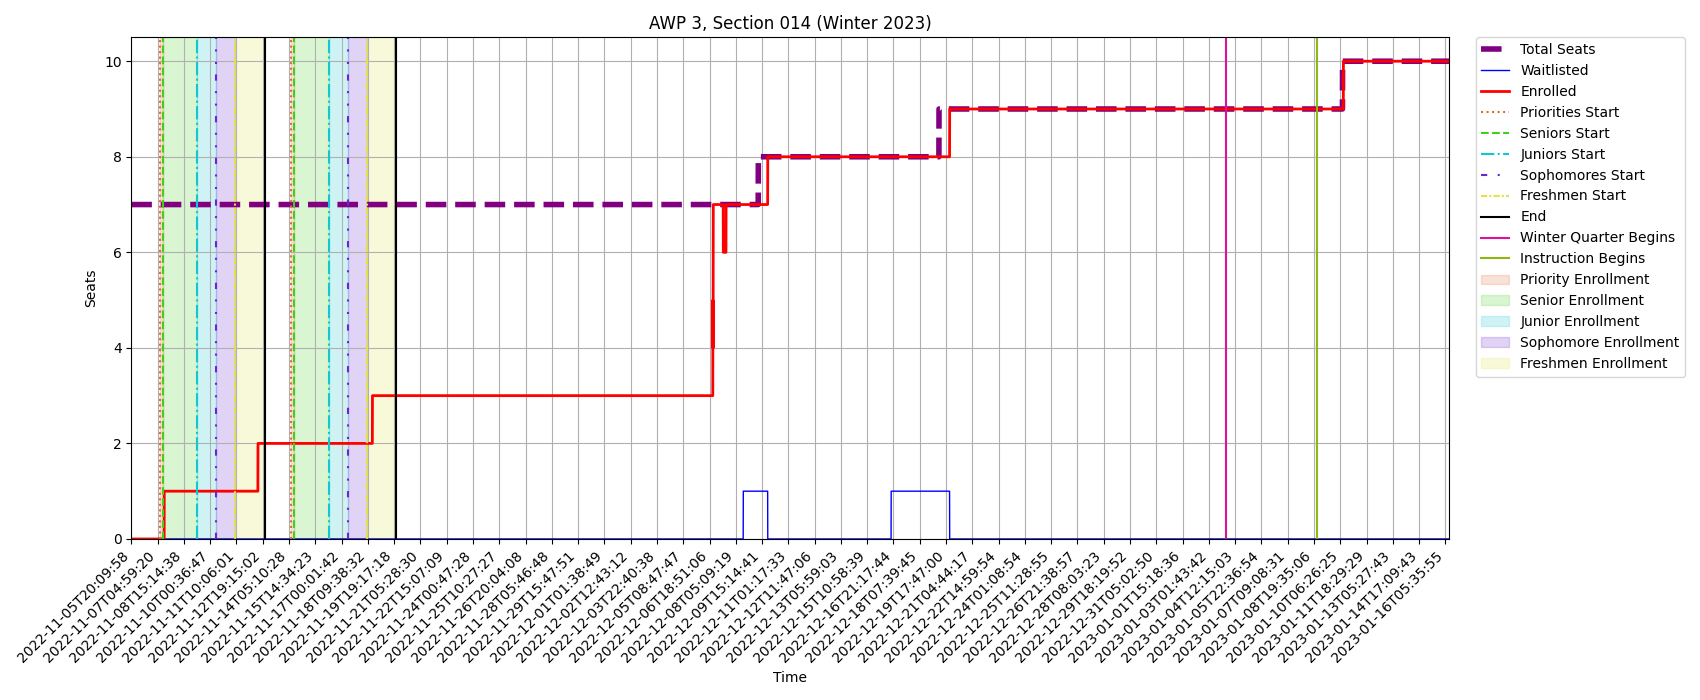 AWP 3, Section 014 (Winter 2023)
Seats
10
8
6
4
2
0
2022-11-05T20:09:58
2022-11-07T04:59:20
2022-11-08T15:14:38
2022-11-10T00:36:47
2022-11-11T10:06:01
2022-11-12T19:15:02
2022-11-14T05:10:28
2022-11-15T14:34:23
2022-11-17T00:01:42
2022-11-18T09:38:32
2022-11-19T19:17:18
2022-11-21T05:28:30
2022-11-22T15:07:09
2022-11-24T00:47:28
2022-11-25T10:27:27
2022-11-26T20:04:08
2022-11-28T05:46:48
2022-11-29T15:47:51
2022-12-01T01:38:49
2022-12-02T12:43:12
2022-12-03T22:40:38
2022-12-05T08:47:47
2022-12-06T18:51:06
2022-12-08T05:09:19
2022-12-09T15:14:41
2022-12-11T01:17:33
2022-12-12T11:47:06
2022-12-13T15:59:03
2022-12-15T10:58:39
2022-12-16T21:17:44
2022-12-18T07:39:45
2022-12-19T17:47:00
2022-12-21T04:44:17
2022-12-22T14:59:54
2022-12-24T01:08:54
2022-12-25T11:28:55
2022-12-26T21:38:57
2022-12-28T08:03:23
2022-12-29T18:19:52
2022-12-31T05:02:50
2023-01-01T15:18:36
2023-01-03T01:43:42
2023-01-04T12:15:03
2023-01-05T22:36:54
2023-01-07T09:08:31
2023-01-08T19:35:06
2023-01-10T06:26:25
2023-01-11T18:29:29
2023-01-13T05:27:43
2023-01-14T17:09:43
2023-01-16T05:35:55
Time
Total Seats
Waitlisted
Enrolled
Priorities Start
Seniors Start
Juniors Start
Sophomores Start
Freshmen Start
End
Winter Quarter Begins
Instruction Begins
Priority Enrollment
Senior Enrollment
Junior Enrollment
Sophomore Enrollment
Freshmen Enrollment